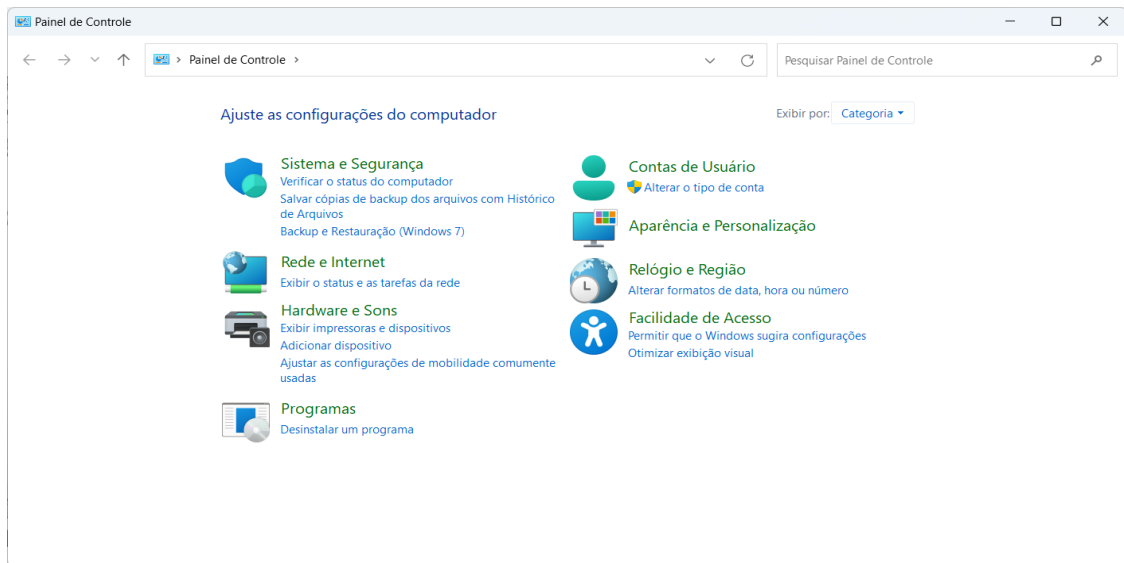 Painel de Controle
Painel de Controle
Pesquisar Painel de Controle
Ajuste as configurações do computador
Exibir por: Categoria
Sistema e Segurança
Verificar o status do computador
Salvar cópias de backup dos arquivos com Histórico
de Arquivos
Backup e Restauração (Windows 7)
Rede e Internet
Exibir o status e as tarefas da rede
Hardware e Sons
Exibir impressoras e dispositivos
Adicionar dispositivo
Ajustar as configurações de mobilidade comumente
usadas
Programas
Desinstalar um programa
Contas de Usuário
Alterar o tipo de conta
Aparência e Personalização
Relógio e Região
Alterar formatos de data, hora ou número
Facilidade de Acesso
Permitir que o Windows sugira configurações
Otimizar exibição visual